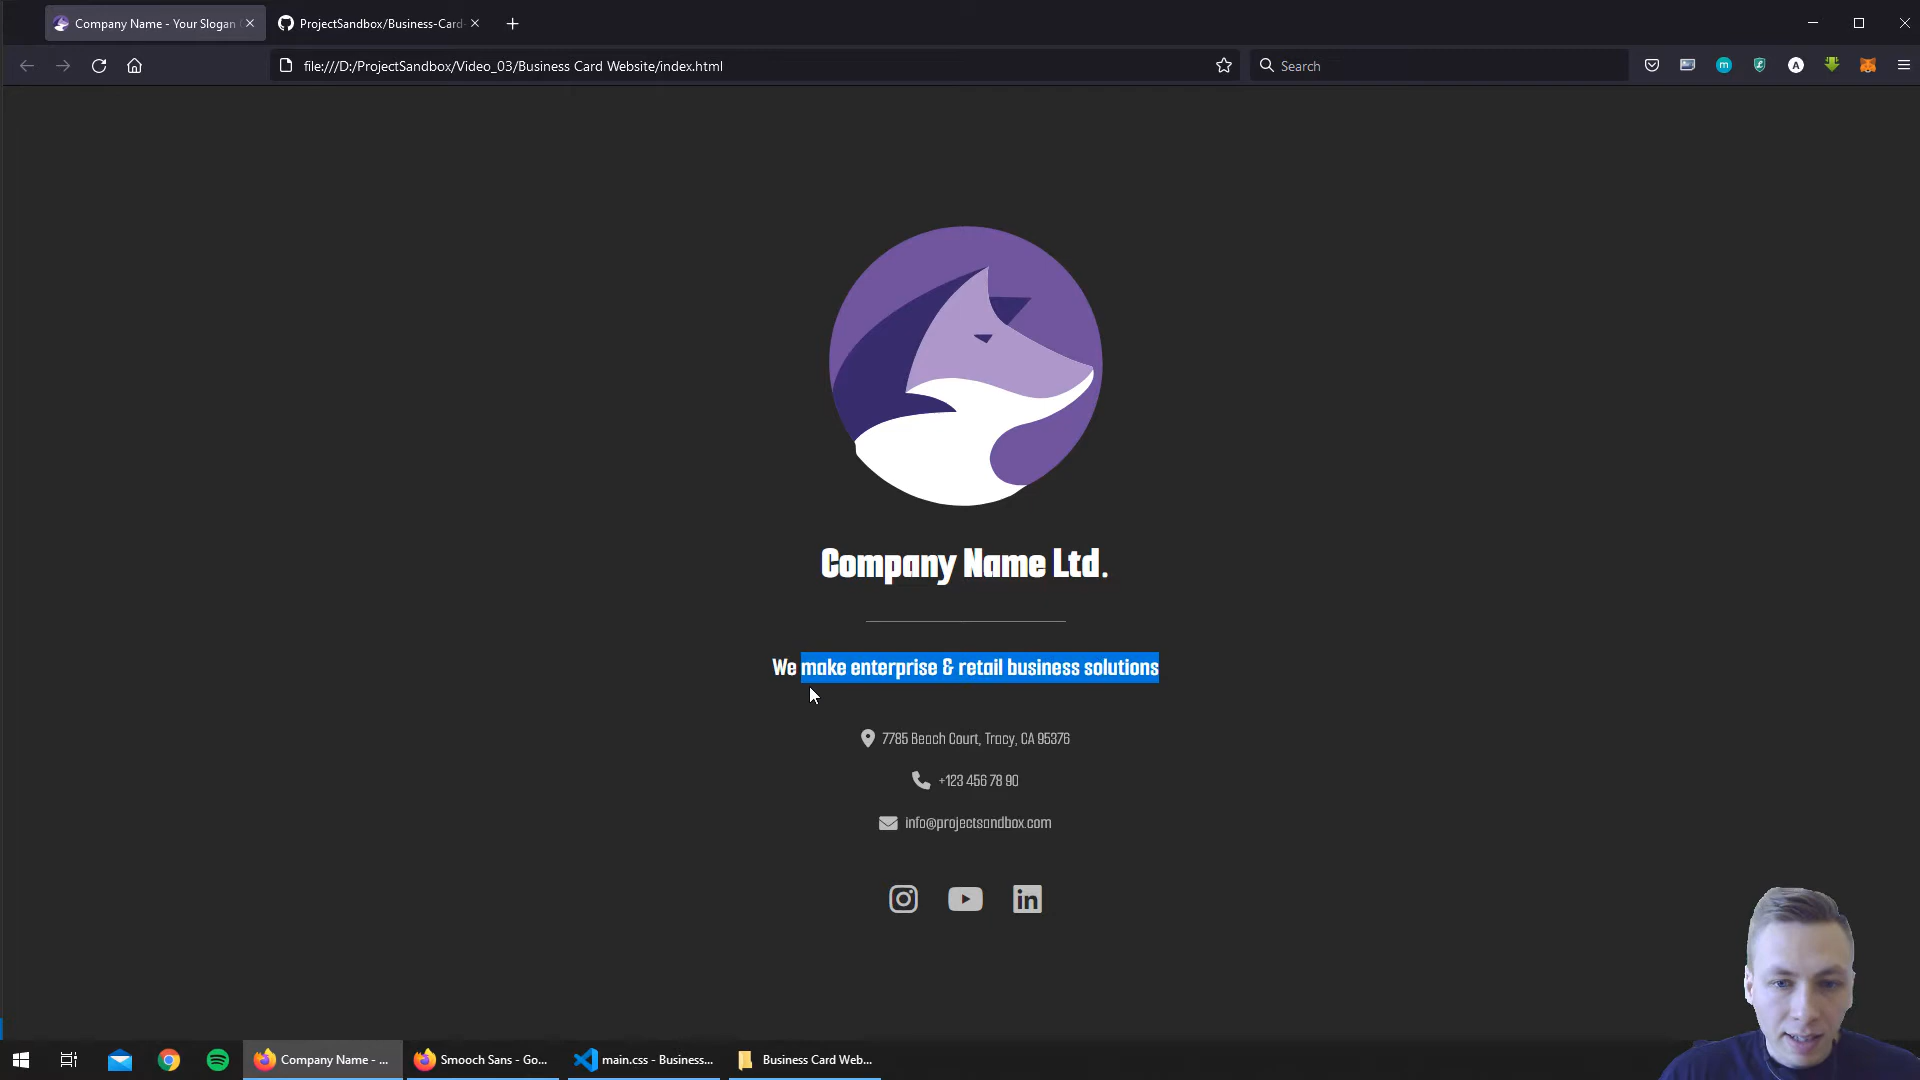 Company Name - Your Slogan
ProjectSandbox/Business-Card-
file:///D:/ProjectSandbox/Video_03/Business Card Website/index.html
Search
m
A
Company Name Ltd.
We make enterprise & retail business solutions
7785 Beach Court, Tracy, CA 95376
+123 456 78 90
info@projectsandbox.com
in
Company Name - ...
Smooch Sans - Go...
main.css - Business...
Business Card Web...